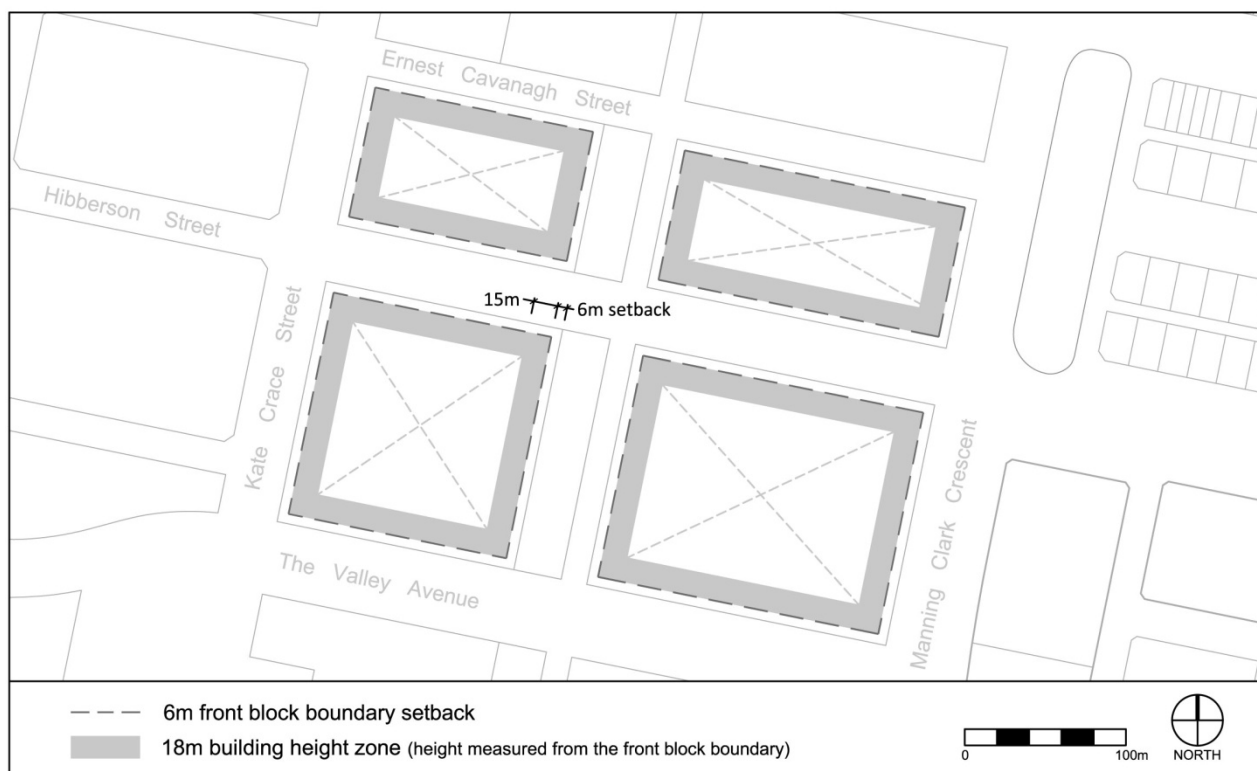 Ernest Cavanagh Street
Hibberson Street
15m
6m setback
Kate Crace Street
Manning Clark Crescent
The Valley Avenue
6m front block boundary setback
18m building height zone (height measured from the front block boundary)
0
100m
NORTH